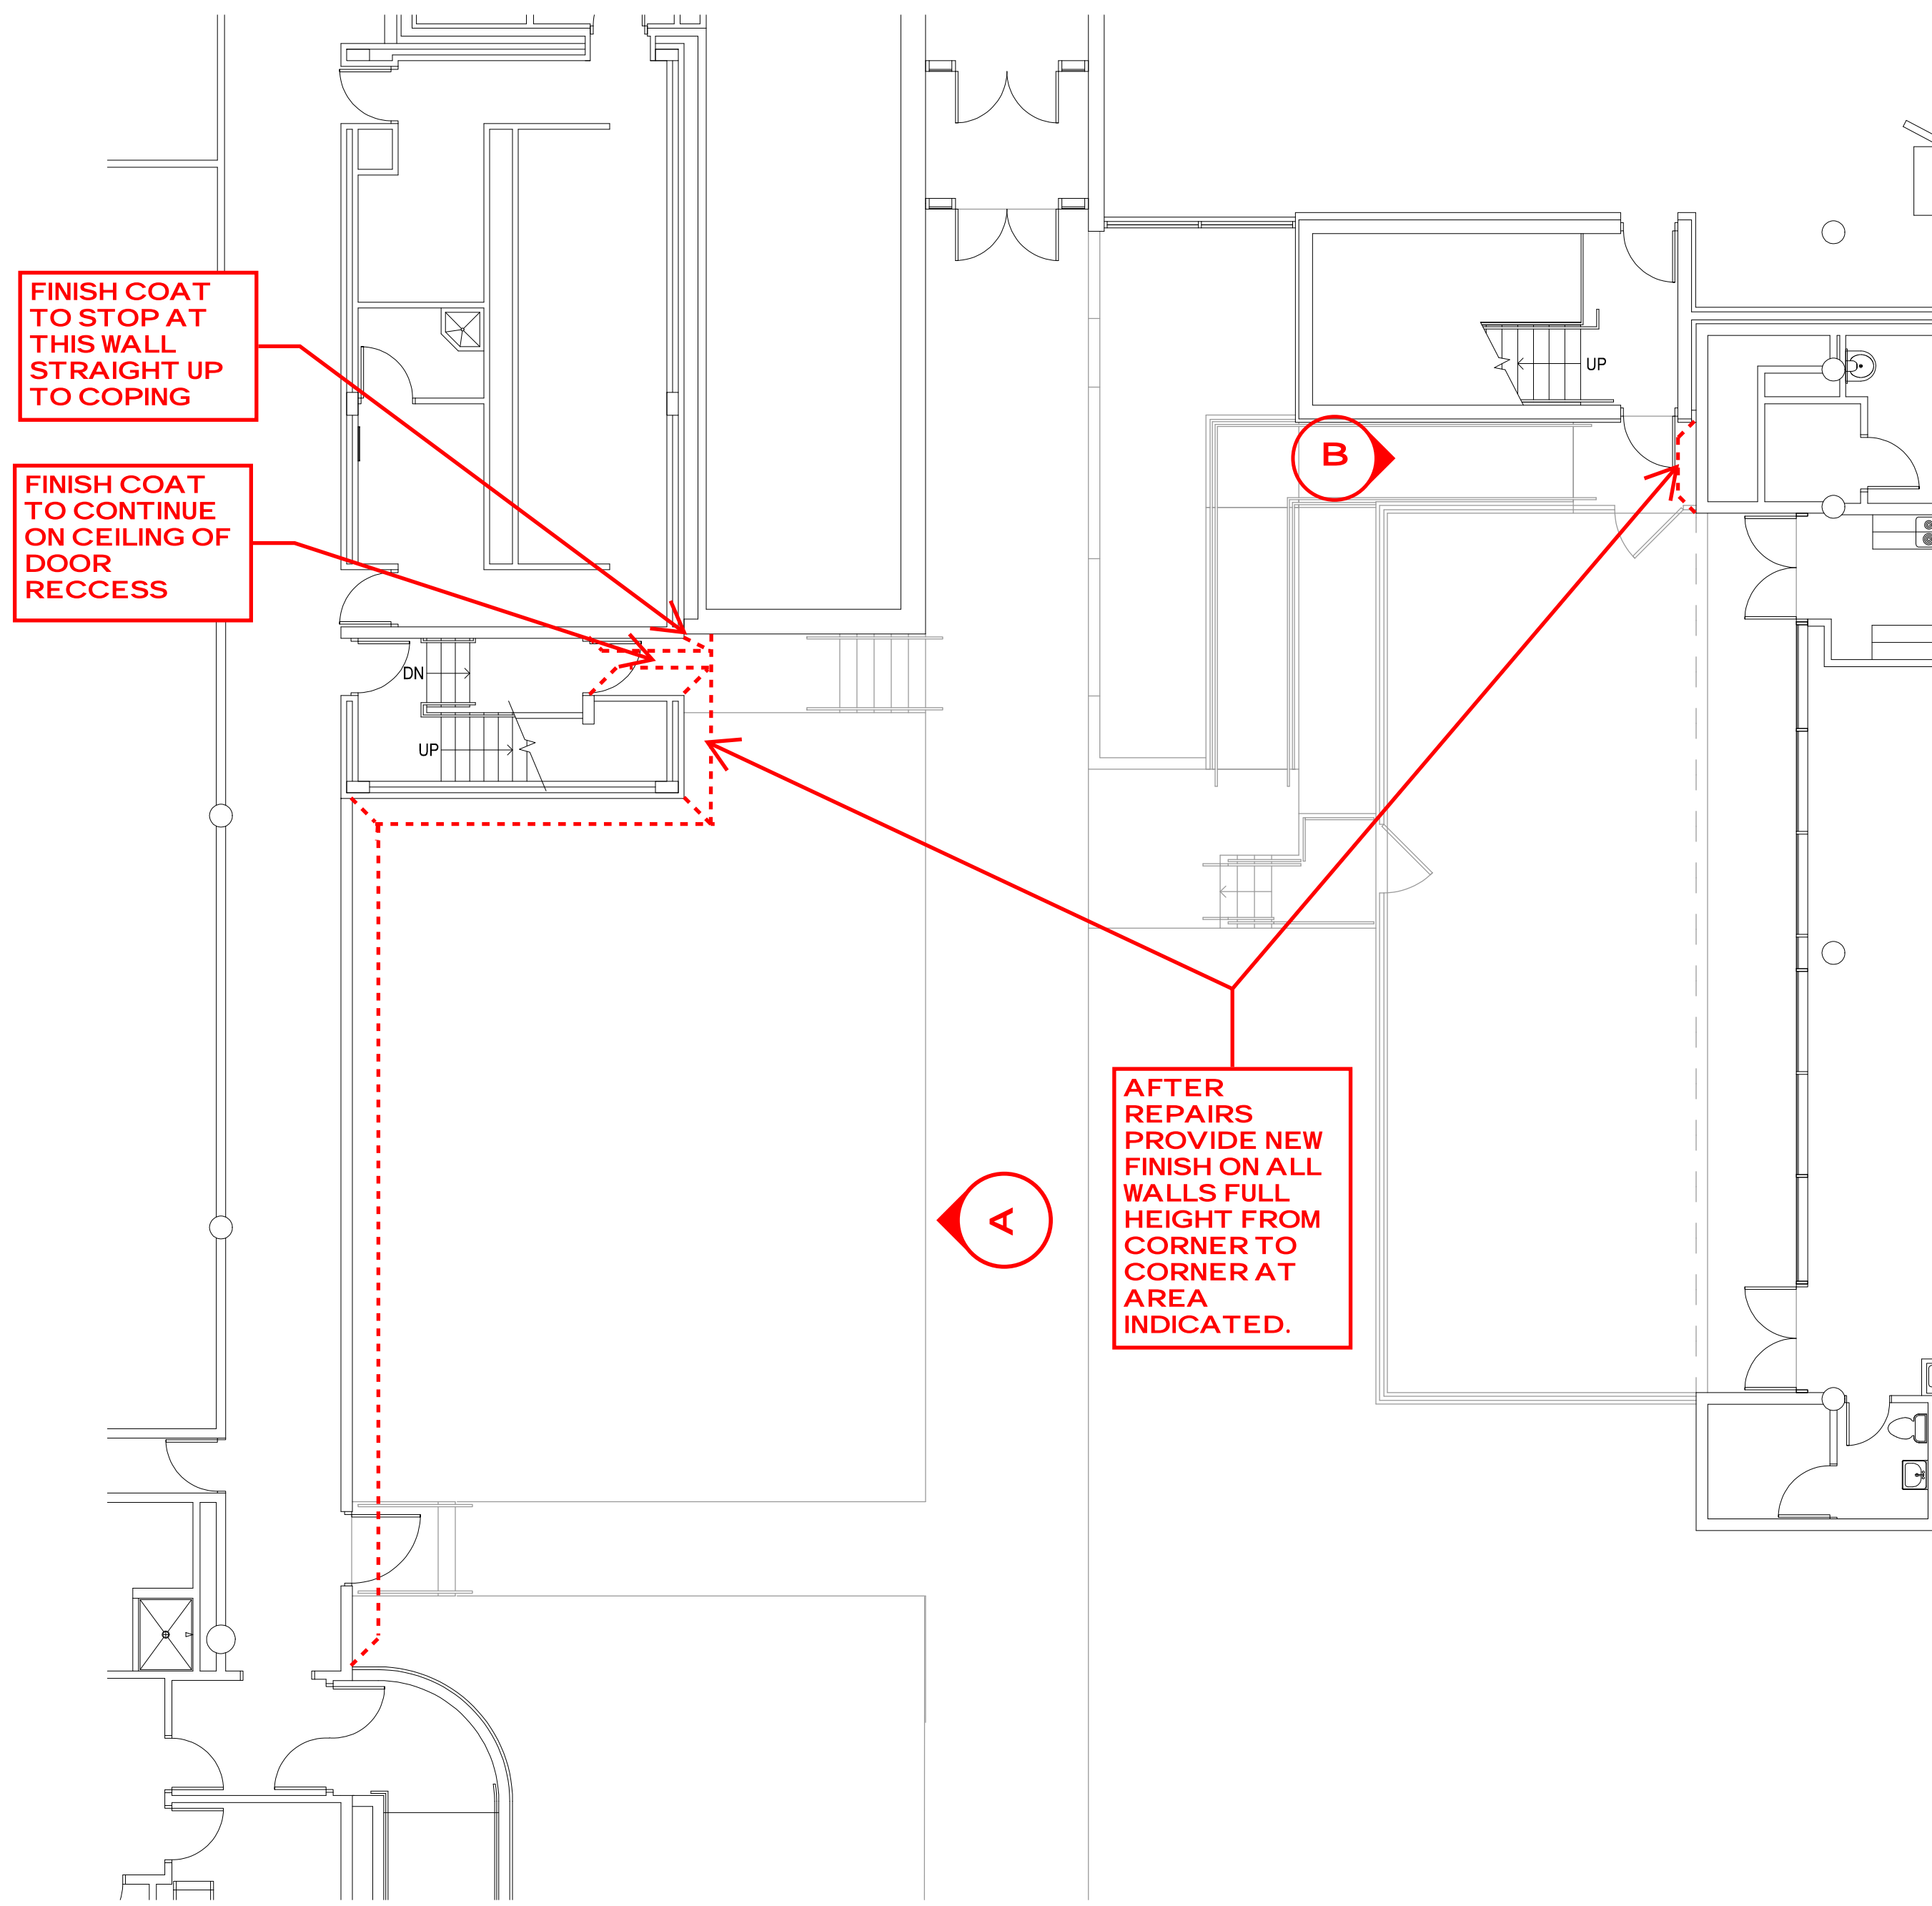 FINISH COAT
TO STOP AT
THIS WALL
STRAIGHT UP
TO COPING
FINISH COAT
TO CONTINUE
ON CEILING OF
DOOR
RECCESS
UP
B
DN
UP
A
AFTER
REPAIRS
PROVIDE NEW
FINISH ON ALL
WALLS FULL
HEIGHT FROM
CORNER TO
CORNER AT
AREA
INDICATED.